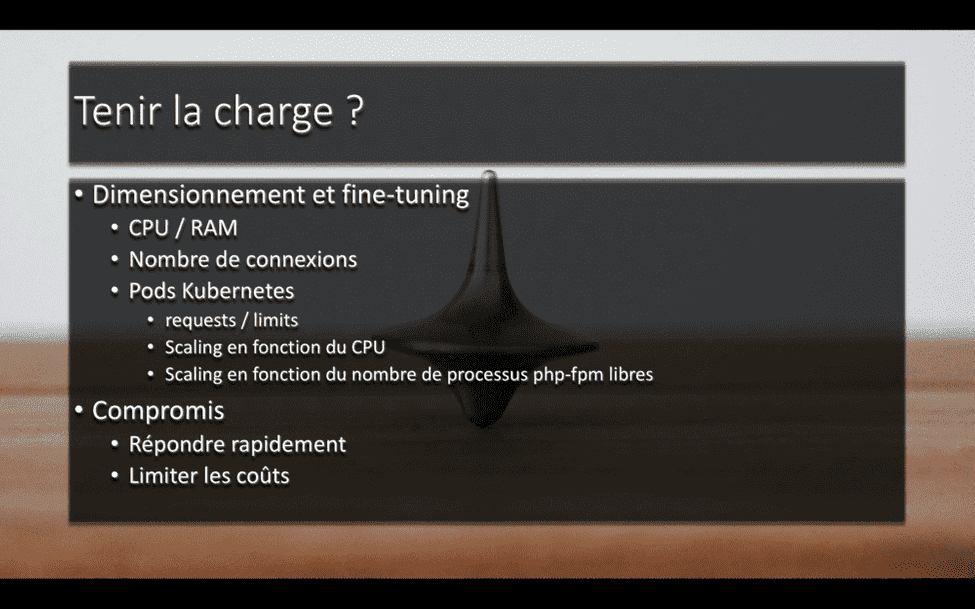 Tenir la charge ?
• Dimensionnement et fine-tuning
• CPU / RAM
• Nombre de connexions
• Pods Kubernetes
• requests / limits
• Scaling en fonction du CPU
• Scaling en fonction du nombre de processus php-fpm libres
• Compromis
• Répondre rapidement
• Limiter les coûts